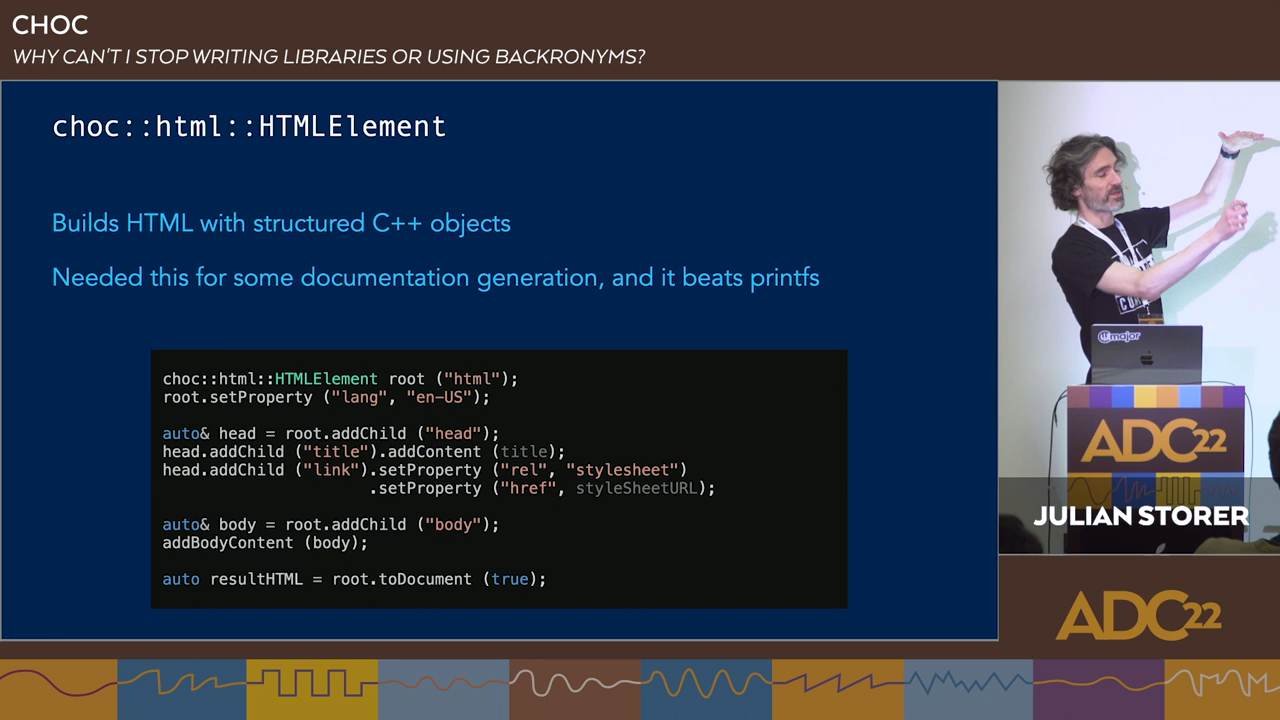 CHOC
WHY CAN'T I STOP WRITING LIBRARIES OR USING BACKRONYMS?
choc::html::HTMLElement
Builds HTML with structured C++ objects
Needed this for some documentation generation, and it beats printfs
choc::html::HTMLElement root ("html");
root.setProperty ("lang", "en-US");
auto& head = root.addChild ("head");
head.addChild ("title").addContent (title);
head.addChild ("link").setProperty ("rel", "stylesheet")
.setProperty ("href", styleSheetURL);
auto& body = root.addChild ("body");
addBodyContent (body);
auto resultHTML = root.toDocument (true);
major
ADC22
JULIAN STORER
ADC22